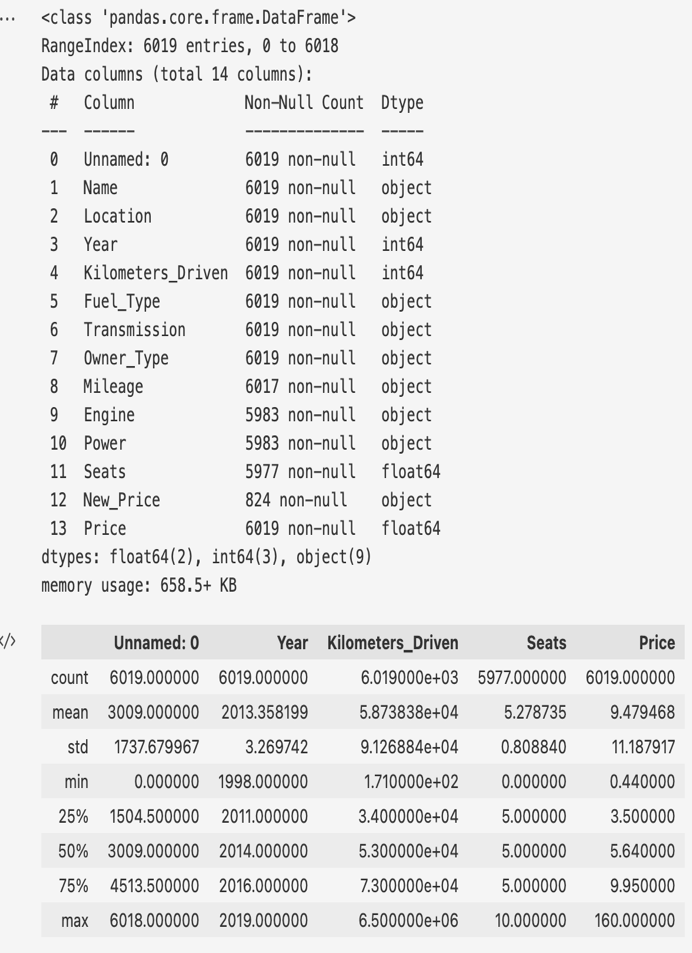 ... <class 'pandas.core.frame.DataFrame'>
RangeIndex: 6019 entries, 0 to 6018
Data columns (total 14 columns):
 #   Column             Non-Null Count  Dtype
---  ------             --------------  -----
 0   Unnamed: 0         6019 non-null   int64
 1   Name               6019 non-null   object
 2   Location           6019 non-null   object
 3   Year               6019 non-null   int64
 4   Kilometers_Driven  6019 non-null   int64
 5   Fuel_Type          6019 non-null   object
 6   Transmission       6019 non-null   object
 7   Owner_Type         6019 non-null   object
 8   Mileage            6017 non-null   object
 9   Engine             5983 non-null   object
 10  Power              5983 non-null   object
 11  Seats              5977 non-null   float64
 12  New_Price          824 non-null    object
 13  Price              6019 non-null   float64
dtypes: float64(2), int64(3), object(9)
memory usage: 658.5+ KB
</> Unnamed: 0 Year Kilometers_Driven Seats Price
count 6019.000000 6019.000000 6.019000e+03 5977.000000 6019.000000
mean 3009.000000 2013.358199 5.873838e+04 5.278735 9.479468
std 1737.679967 3.269742 9.126884e+04 0.808840 11.187917
min 0.000000 1998.000000 1.710000e+02 0.000000 0.440000
25% 1504.500000 2011.000000 3.400000e+04 5.000000 3.500000
50% 3009.000000 2014.000000 5.300000e+04 5.000000 5.640000
75% 4513.500000 2016.000000 7.300000e+04 5.000000 9.950000
max 6018.000000 2019.000000 6.500000e+06 10.000000 160.000000